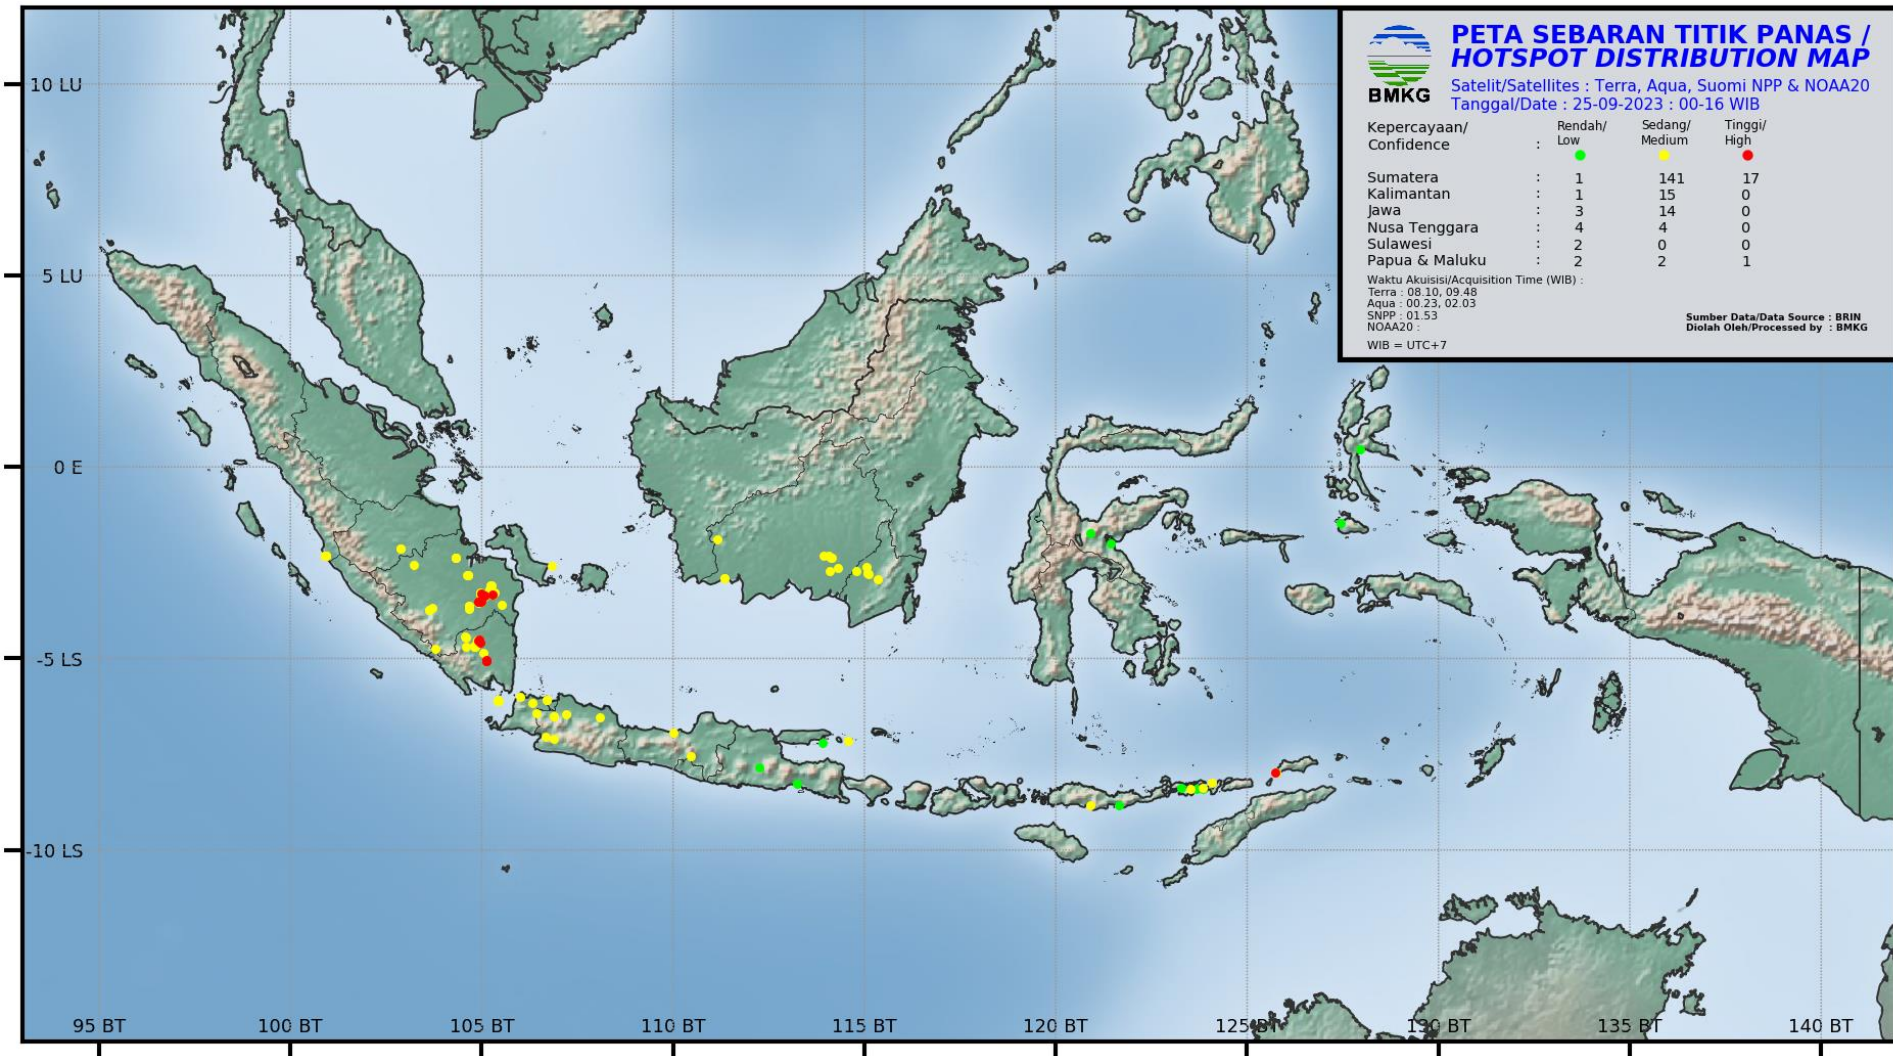 PETA SEBARAN TITIK PANAS /
HOTSPOT DISTRIBUTION MAP
Satelit/Satellites : Terra, Aqua, Suomi NPP & NOAA20
Tanggal/Date : 25-09-2023 : 00-16 WIB
BMKG
Kepercayaan/ Rendah/ Sedang/ Tinggi/
Confidence : Low Medium High
Sumatera : 1 141 17
Kalimantan : 1 15 0
Jawa : 3 14 0
Nusa Tenggara : 4 4 0
Sulawesi : 2 0 0
Papua & Maluku : 2 2 1
Waktu Akuisisi/Acquisition Time (WIB) :
Terra : 08.10, 09.48
Aqua : 00.23, 02.03
SNPP : 01.53
NOAA20 :
WIB = UTC+7
Sumber Data/Data Source : BRIN
Diolah Oleh/Processed by : BMKG
10 LU
5 LU
0 E
-5 LS
-10 LS
95 BT 100 BT 105 BT 110 BT 115 BT 120 BT 125 BT 130 BT 135 BT 140 BT